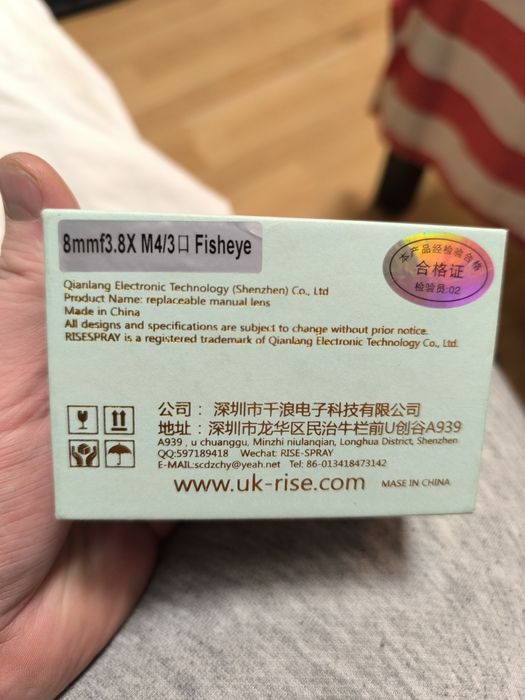 8mmf3.8X M4/3口 Fisheye
本产品经检验合格
合格证
检验员:02
Qianlang Electronic Technology (Shenzhen) Co., Ltd
Product Name: replaceable manual lens
Made in China
All designs and specifications are subject to change without prior notice.
RISESPRAY is a registered trademark of Qianlang Electronic Technology Co., Ltd.
公司： 深圳市千浪电子科技有限公司
地址： 深圳市龙华区民治牛栏前U创谷A939
A939 , u chuanggu, Minzhi niulanqian, Longhua District, Shenzhen
QQ:597189418 Wechat: RISE-SPRAY
E-MAIL:scdzchy@yeah.net Tel: 86-013418473142
www.uk-rise.com MADE IN CHINA